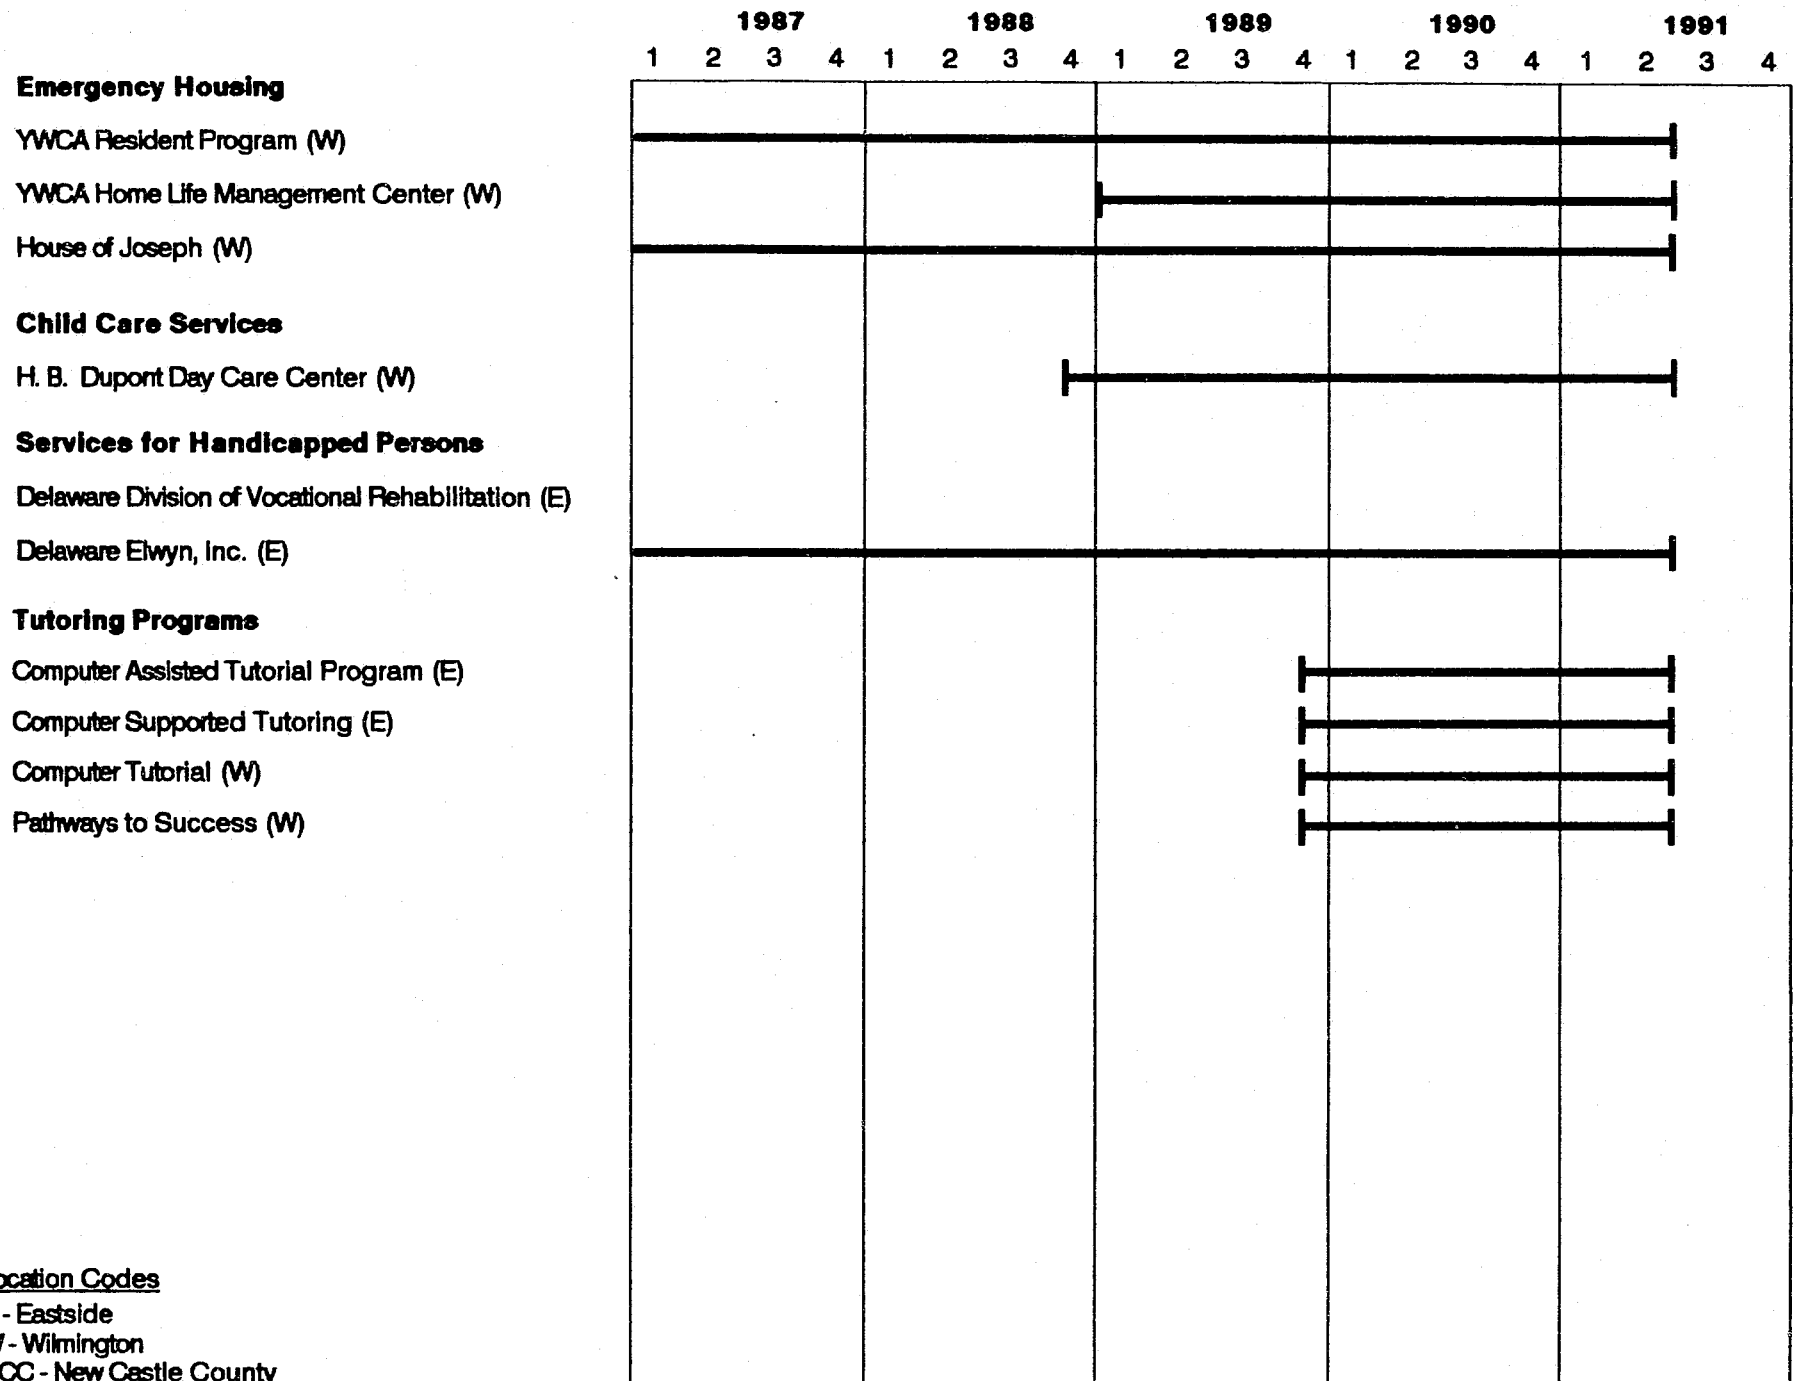 1987 1988 1989 1990 1991
1 2 3 4 1 2 3 4 1 2 3 4 1 2 3 4 1 2 3 4
Emergency Housing
YWCA Resident Program (W)
YWCA Home Life Management Center (W)
House of Joseph (W)
Child Care Services
H. B. Dupont Day Care Center (W)
Services for Handicapped Persons
Delaware Division of Vocational Rehabilitation (E)
Delaware Elwyn, Inc. (E)
Tutoring Programs
Computer Assisted Tutorial Program (E)
Computer Supported Tutoring (E)
Computer Tutorial (W)
Pathways to Success (W)
ocation Codes
- Eastside
- Wilmington
CC - New Castle County